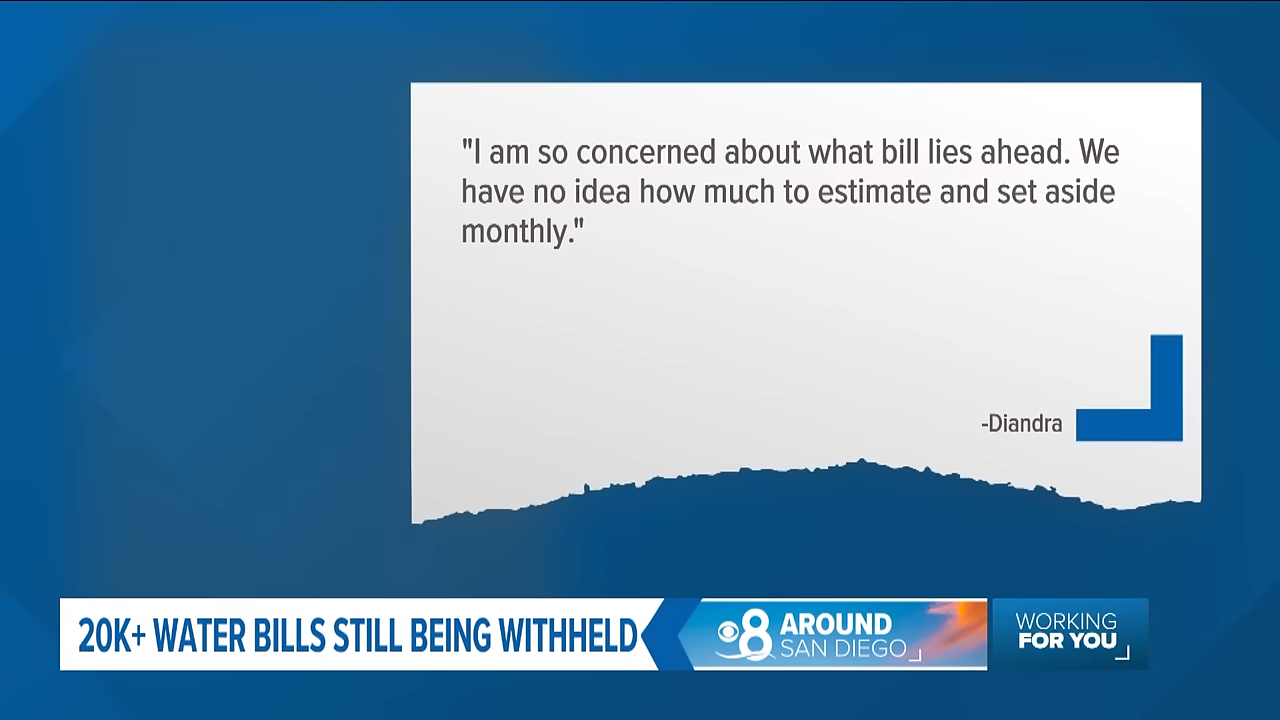 "I am so concerned about what bill lies ahead. We
have no idea how much to estimate and set aside
monthly."
-Diandra
20K+ WATER BILLS STILL BEING WITHHELD
8 AROUND
SAN DIEGO
WORKING
FOR YOU